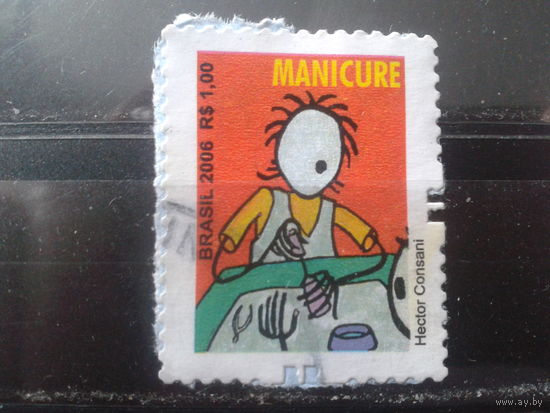 MANICURE
BRASIL 2006 R$ 1,00
Hector Consani
www.ay.by